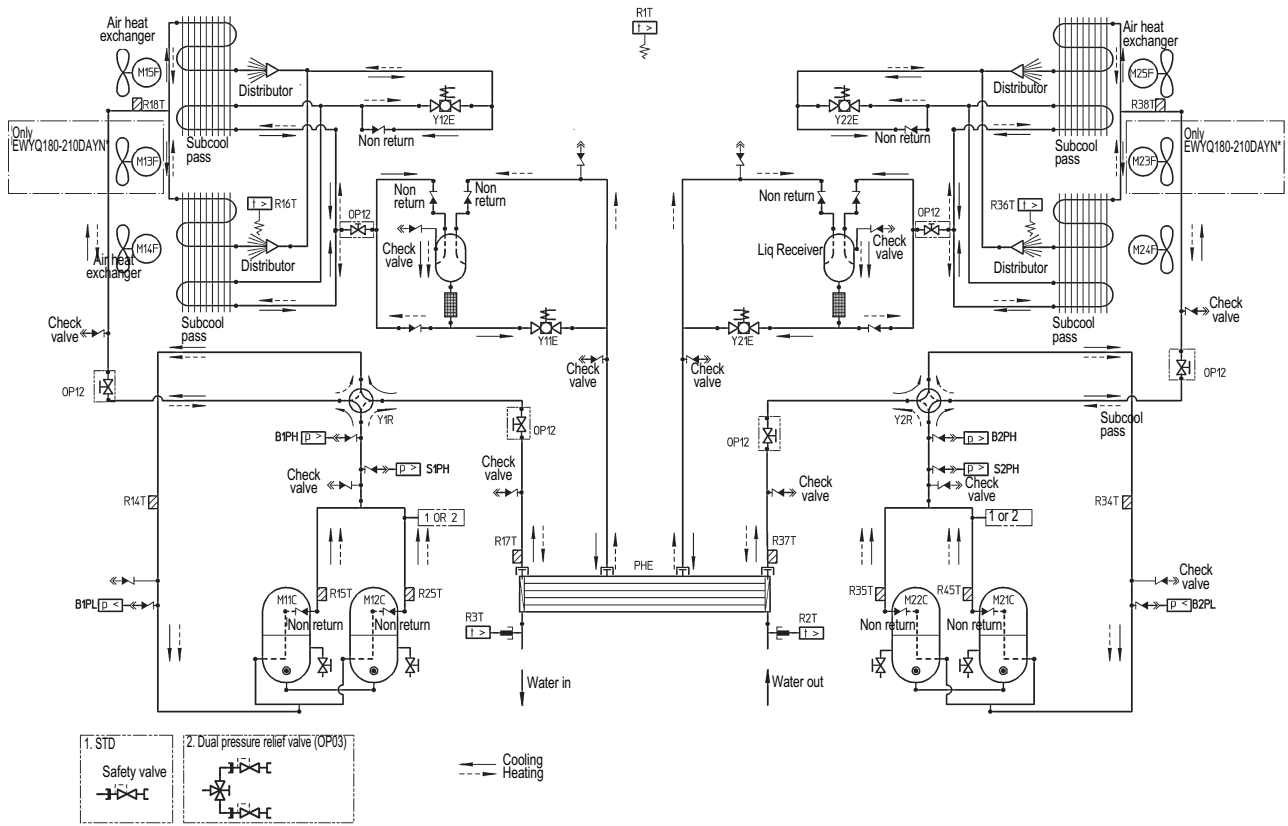 R1T
t >
Air heat
exchanger
M15F
Distributor
R18T
Y12E
Non return
Only
EWYQ180-210DAYN*
M13F
Subcool
pass
R16T
t >
OP12
Non
return
Non
return
Check
valve
M14F
Air heat
exchanger
Distributor
Subcool
pass
Check
valve
Y11E
Check
valve
OP12
Y1R
OP12
B1PH
p >
S1PH
p >
Check
valve
Check
valve
R14T
1 OR 2
R17T
B1PL
p <
M11C
R15T
M12C
R25T
Non return
Non return
R3T
t >
Water in
PHE
Air heat
exchanger
M25F
Distributor
R38T
Y22E
Non return
Only
EWYQ180-210DAYN*
M23F
Subcool
pass
R36T
t >
OP12
Non return
Liq Receiver
Check
valve
M24F
Distributor
Subcool
pass
Check
valve
Y21E
Check
valve
OP12
Y2R
OP12
Subcool
pass
B2PH
p >
S2PH
p >
Check
valve
Check
valve
R34T
1 or 2
R37T
Check
valve
B2PL
p <
R35T
M22C
R45T
M21C
Non return
Non return
R2T
t >
Water out
1. STD
Safety valve
2. Dual pressure relief valve (OP03)
Cooling
Heating